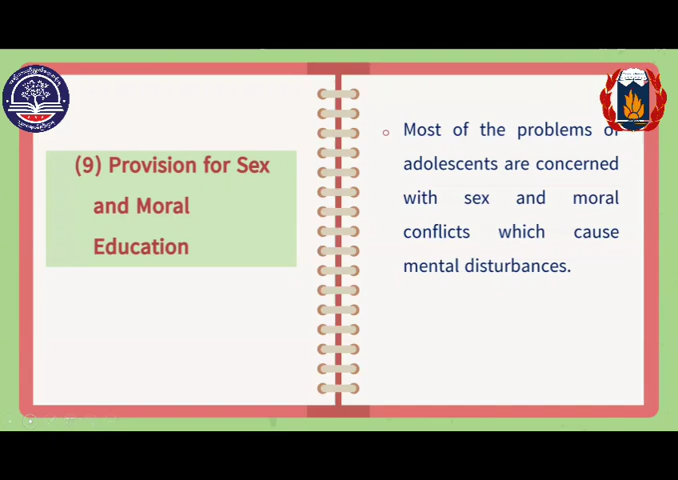 (9) Provision for Sex
and Moral
Education
Most of the problems of
adolescents are concerned
with sex and moral
conflicts which cause
mental disturbances.